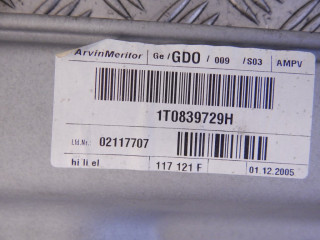 ArvinMeritor Ge/GDO / 009 /S03 AMPV
1T0839729H
Lfd.Nr. 02117707
hi li el 117 121 F 01.12.2005